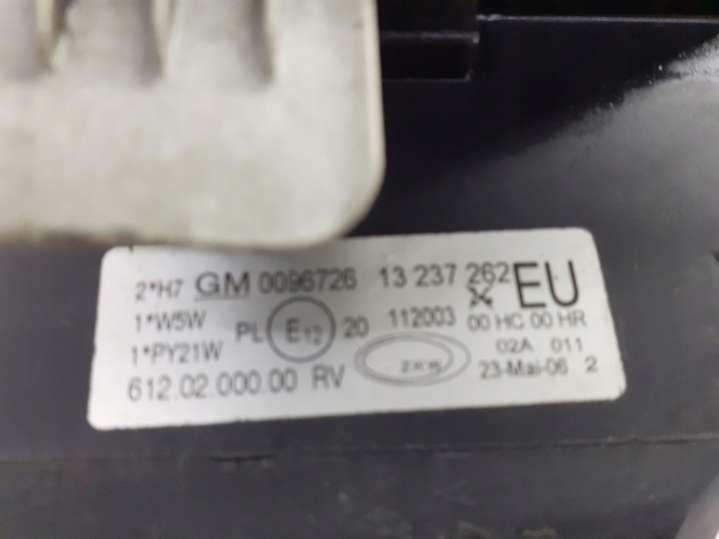 2*H7 GM 0096726 13 237 262 EU
1*W5W PL E12 20 112003 00 HC 00 HR
1*PY21W 02A 011
612.02.000.00 RV ZKW 23-Mai-06 2